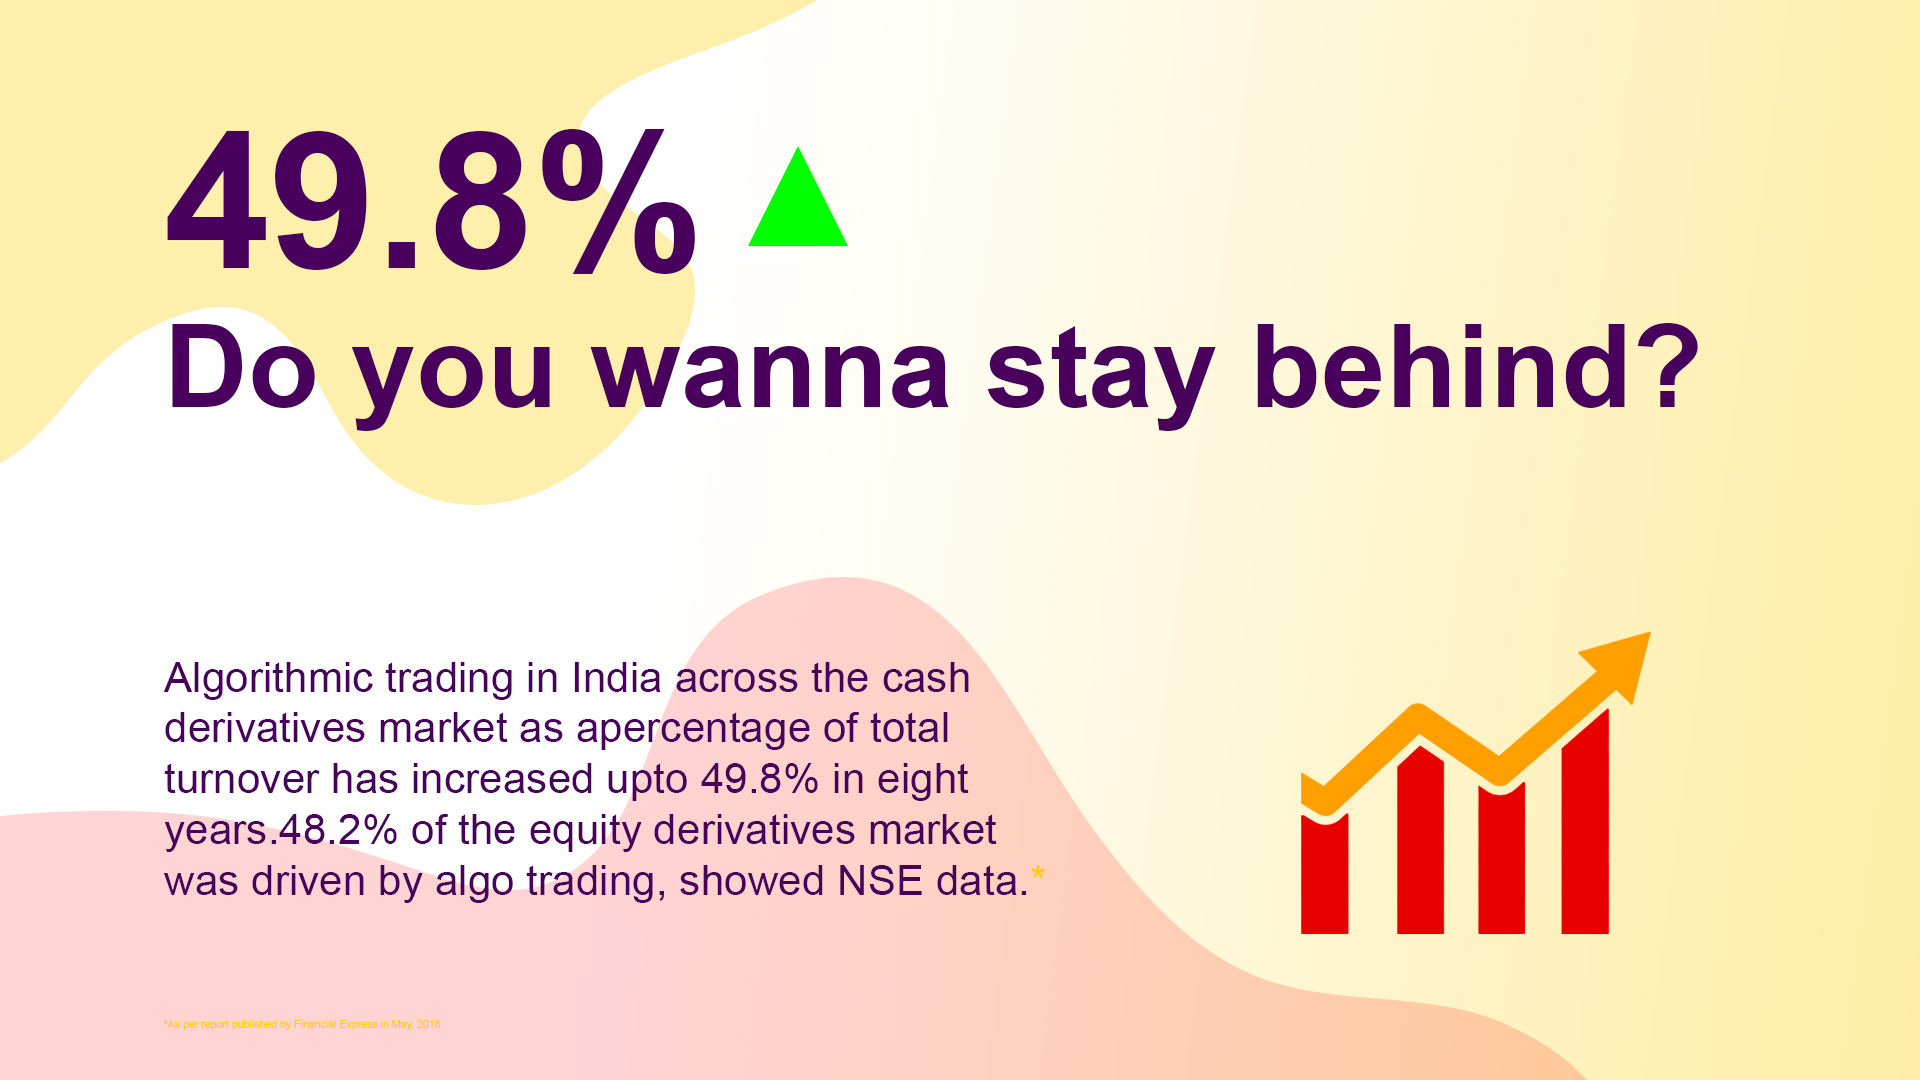 49.8%
Do you wanna stay behind?
Algorithmic trading in India across the cash
derivatives market as apercentage of total
turnover has increased upto 49.8% in eight
years.48.2% of the equity derivatives market
was driven by algo trading, showed NSE data.*
*As per report published by Financial Express in May, 2018